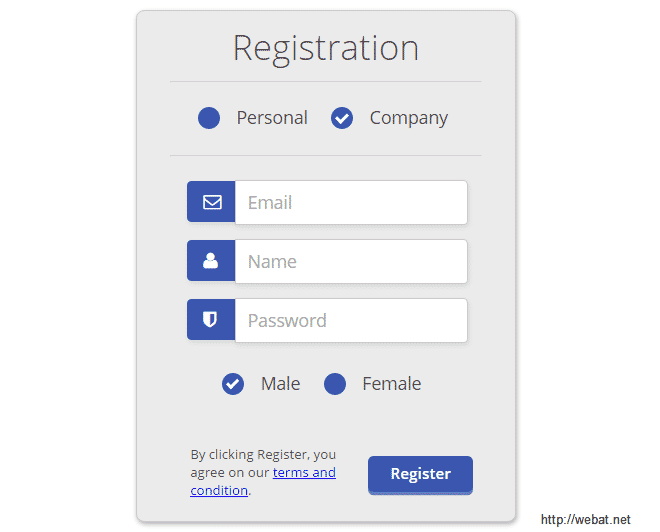 Registration
Personal Company
Email
Name
Password
Male Female
By clicking Register, you
agree on our terms and
condition.
Register
http://webat.net